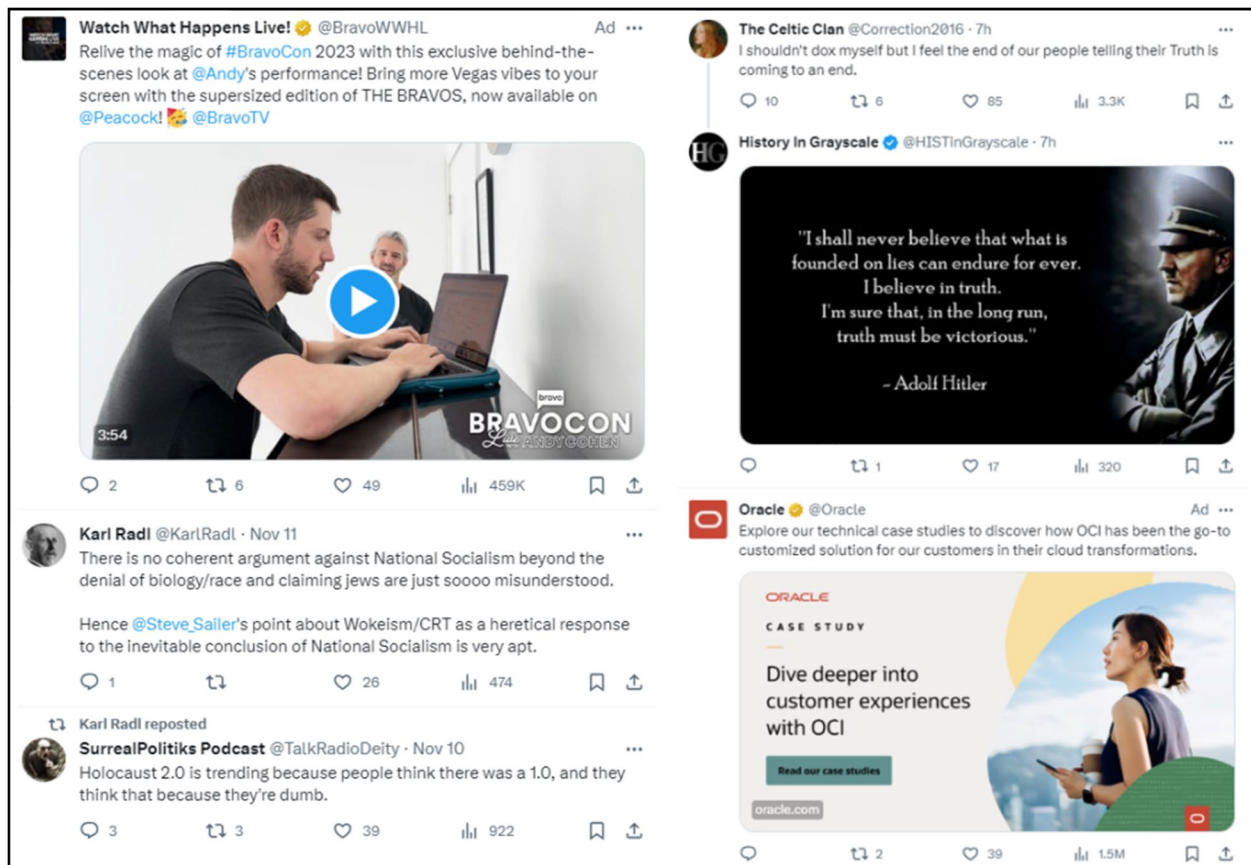 Watch What Happens Live! @BravoWWHL Ad
Relive the magic of #BravoCon 2023 with this exclusive behind-the-
scenes look at @Andy's performance! Bring more Vegas vibes to your
screen with the supersized edition of THE BRAVOS, now available on
@Peacock! 🥳 @BravoTV
bravo
BRAVOCON
Live with ANDY COHEN
3:54
2 6 49 459K
Karl Radl @KarlRadl · Nov 11
There is no coherent argument against National Socialism beyond the
denial of biology/race and claiming jews are just soooo misunderstood.
Hence @Steve_Sailer's point about Wokeism/CRT as a heretical response
to the inevitable conclusion of National Socialism is very apt.
1 26 474
Karl Radl reposted
SurrealPolitiks Podcast @TalkRadioDeity · Nov 10
Holocaust 2.0 is trending because people think there was a 1.0, and they
think that because they're dumb.
3 3 39 922
The Celtic Clan @Correction2016 · 7h
I shouldn't dox myself but I feel the end of our people telling their Truth is
coming to an end.
10 6 85 3.3K
HG
History In Grayscale @HISTInGrayscale · 7h
"I shall never believe that what is
founded on lies can endure for ever.
I believe in truth.
I'm sure that, in the long run,
truth must be victorious."
- Adolf Hitler
1 17 320
Oracle @Oracle Ad
Explore our technical case studies to discover how OCI has been the go-to
customized solution for our customers in their cloud transformations.
ORACLE
CASE STUDY
Dive deeper into
customer experiences
with OCI
Read our case studies
oracle.com
2 39 1.5M